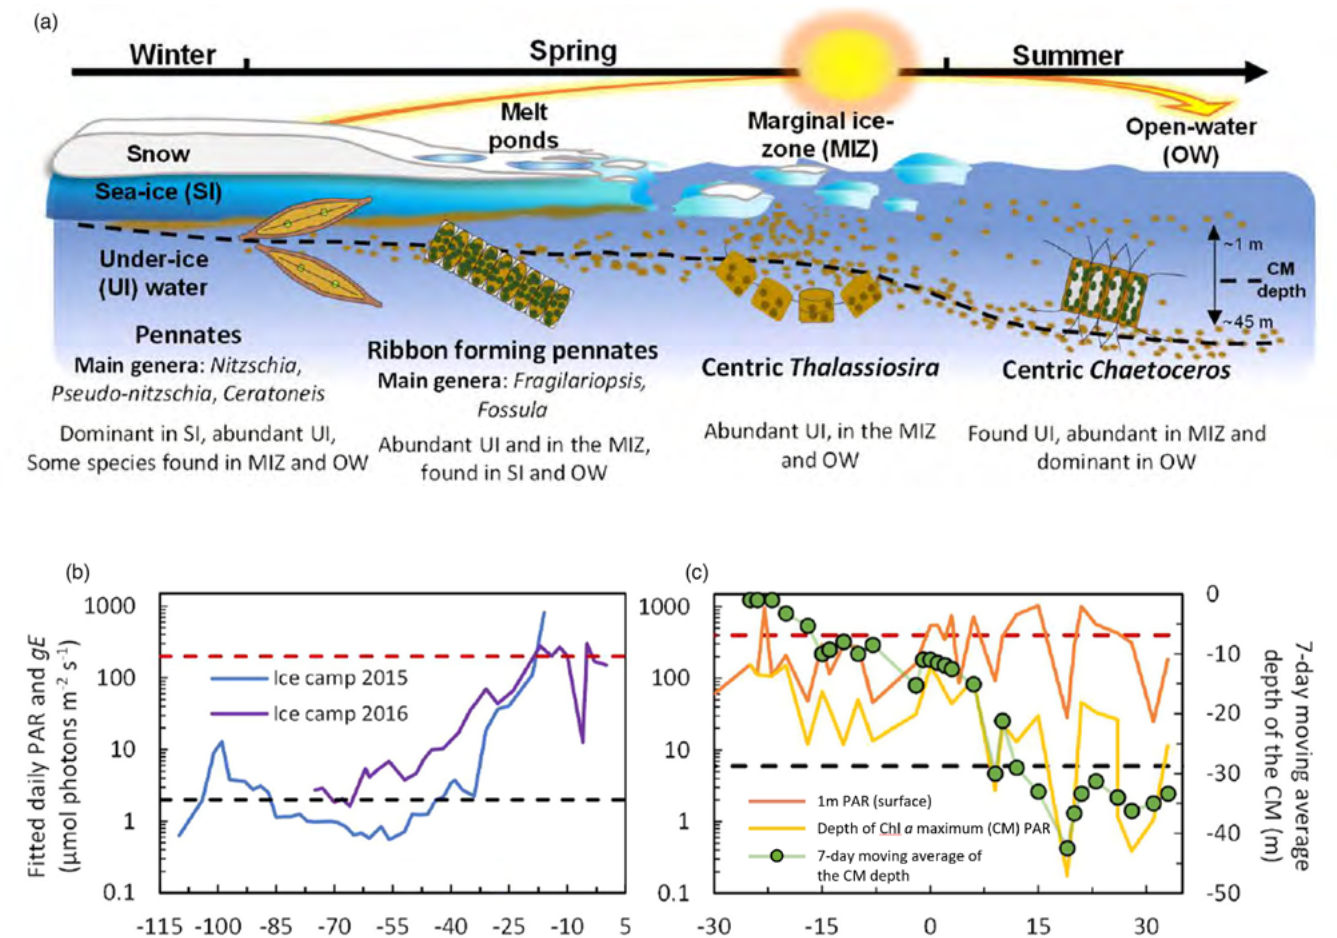 (a)
Winter
Spring
Summer
Melt
ponds
Marginal ice-
zone (MIZ)
Open-water
(OW)
Snow
Sea-ice (SI)
Under-ice
(UI) water
~1 m
CM
depth
~45 m
Pennates
Main genera: Nitzschia,
Pseudo-nitzschia, Ceratoneis
Dominant in SI, abundant UI,
Some species found in MIZ and OW
Ribbon forming pennates
Main genera: Fragilariopsis,
Fossula
Abundant UI and in the MIZ,
found in SI and OW
Centric Thalassiosira
Abundant UI, in the MIZ
and OW
Centric Chaetoceros
Found UI, abundant in MIZ and
dominant in OW
(b)
Fitted daily PAR and gE
(µmol photons m⁻² s⁻¹)
1000
100
10
1
0.1
Ice camp 2015
Ice camp 2016
-115 -100 -85 -70 -55 -40 -25 -10 5
(c)
1000
100
10
1
0.1
1m PAR (surface)
Depth of Chl a maximum (CM) PAR
7-day moving average of
the CM depth
-30 -15 0 15 30
0
-10
-20
-30
-40
-50
7-day moving average
depth of the CM (m)